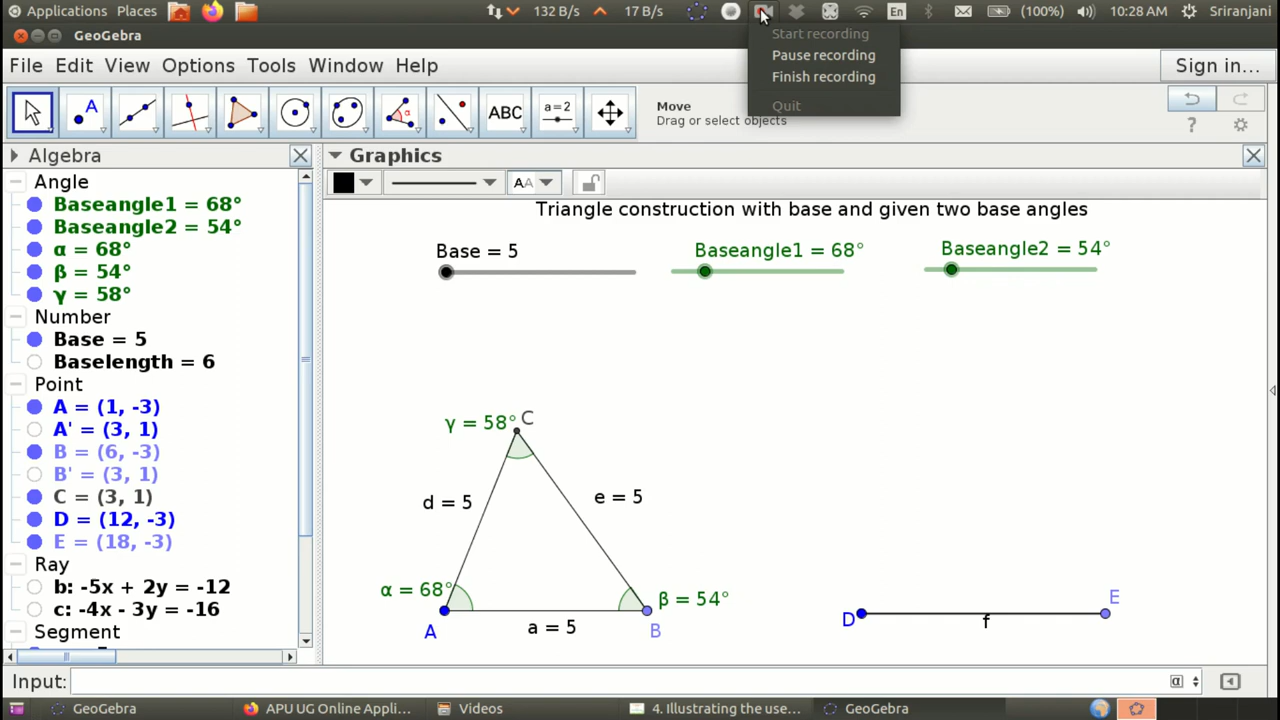 Applications Places 132 B/s 17 B/s En (100%) 10:28 AM Sriranjani
GeoGebra
Start recording
Pause recording
Finish recording
Quit
File Edit View Options Tools Window Help Sign in...
A ABC a=2
Move
Drag or select objects
Algebra
Graphics
AA
Angle
Baseangle1 = 68°
Baseangle2 = 54°
α = 68°
β = 54°
γ = 58°
Number
Base = 5
Baselength = 6
Point
A = (1, -3)
A' = (3, 1)
B = (6, -3)
B' = (3, 1)
C = (3, 1)
D = (12, -3)
E = (18, -3)
Ray
b: -5x + 2y = -12
c: -4x - 3y = -16
Segment
Triangle construction with base and given two base angles
Base = 5
Baseangle1 = 68°
Baseangle2 = 54°
γ = 58° C
d = 5
e = 5
α = 68°
β = 54°
A
a = 5
B
D
f
E
Input:
α
GeoGebra APU UG Online Appli... Videos 4. Illustrating the use... GeoGebra